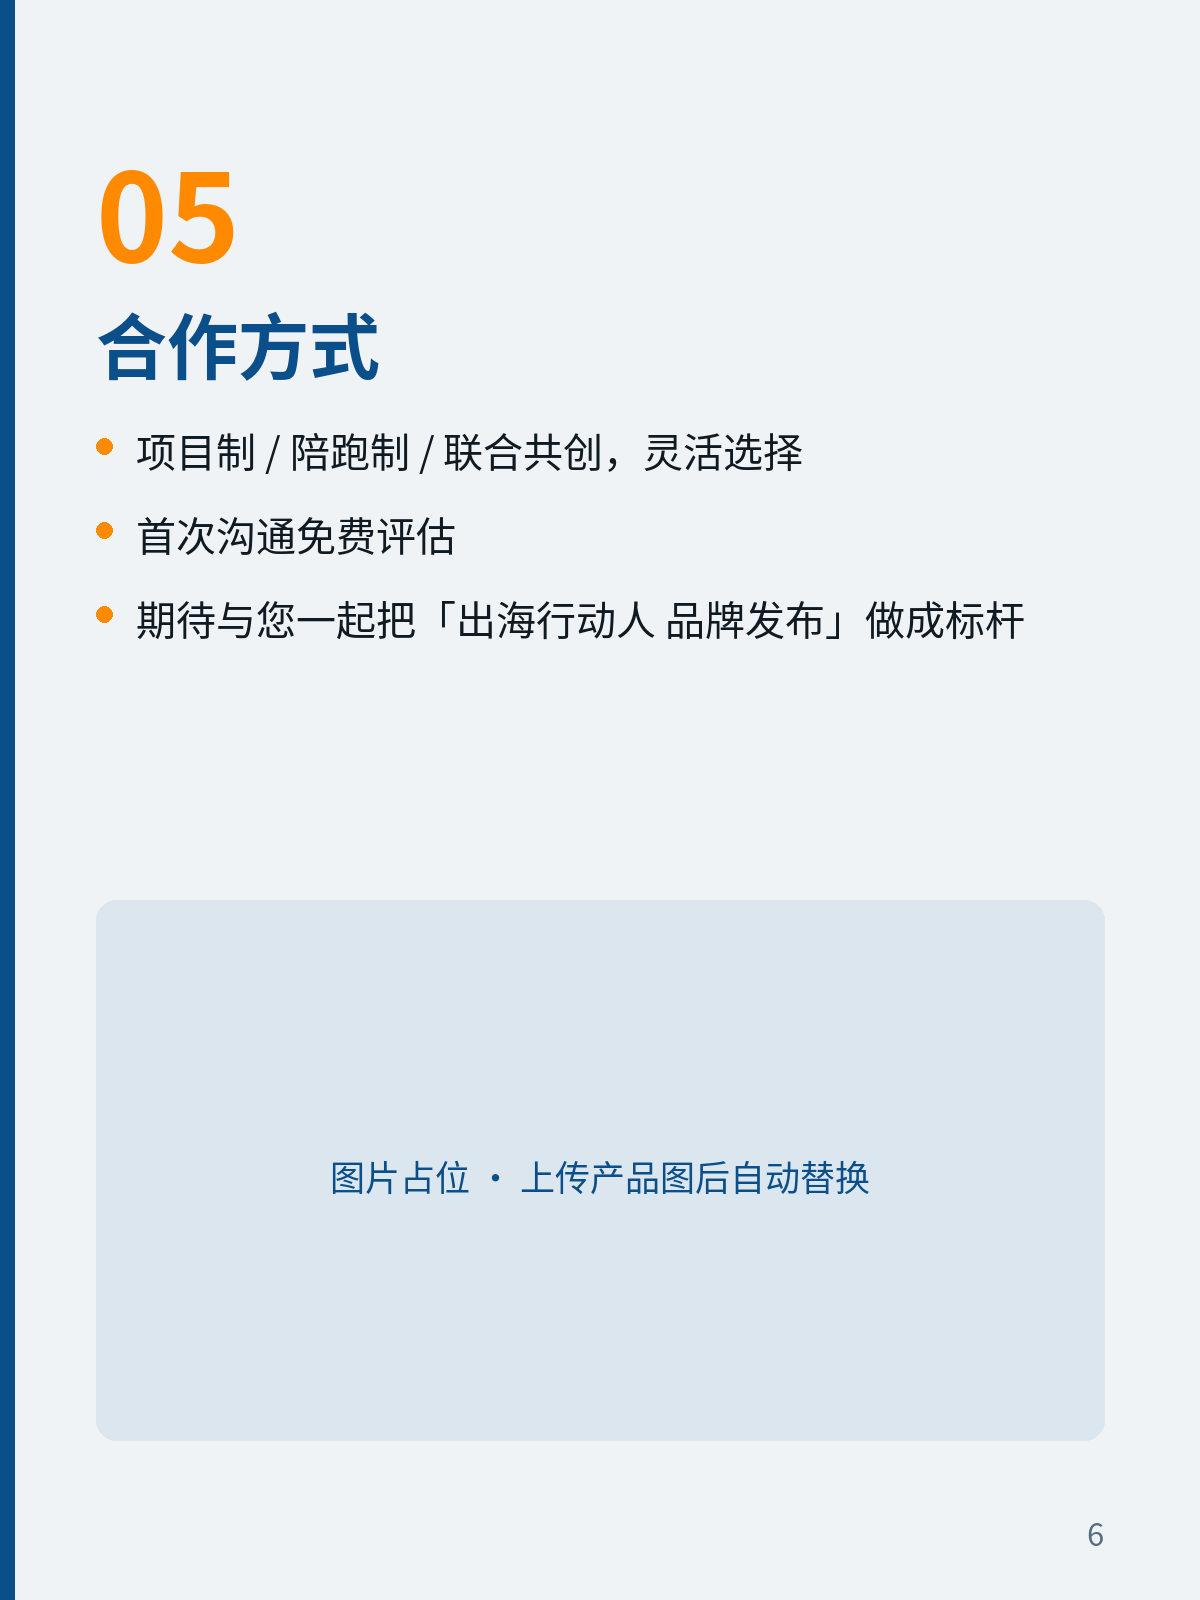 05
合作方式
项目制 / 陪跑制 / 联合共创，灵活选择
首次沟通免费评估
期待与您一起把「出海行动人 品牌发布」做成标杆
图片占位 · 上传产品图后自动替换
6